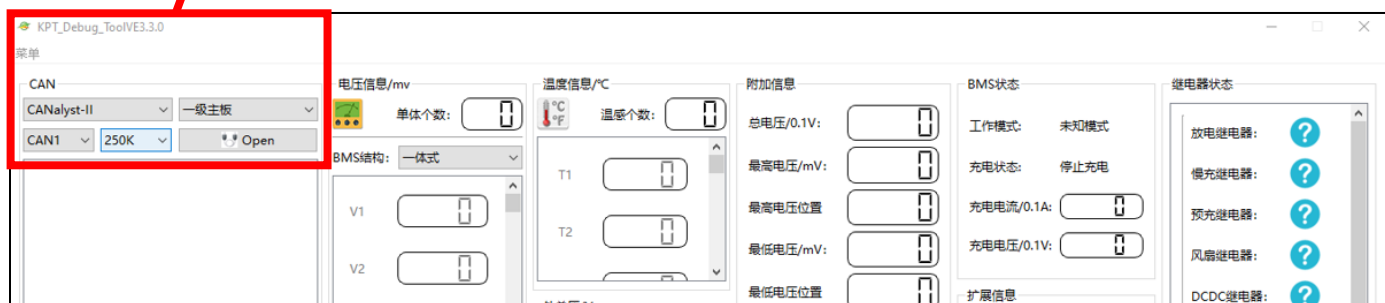 KPT_Debug_ToolVE3.3.0
菜单
CAN
CANalyst-II
一级主板
CAN1
250K
Open
电压信息/mv
单体个数:
0
BMS结构:
一体式
V1
0
V2
0
温度信息/℃
°C
°F
温感个数:
0
T1
0
T2
0
附加信息
总电压/0.1V:
0
最高电压/mV:
0
最高电压位置
0
最低电压/mV:
0
最低电压位置
0
BMS状态
工作模式:
未知模式
充电状态:
停止充电
充电电流/0.1A:
0
充电电压/0.1V:
0
扩展信息
继电器状态
放电继电器:
?
慢充继电器:
?
预充继电器:
?
风扇继电器:
?
DCDC继电器:
?